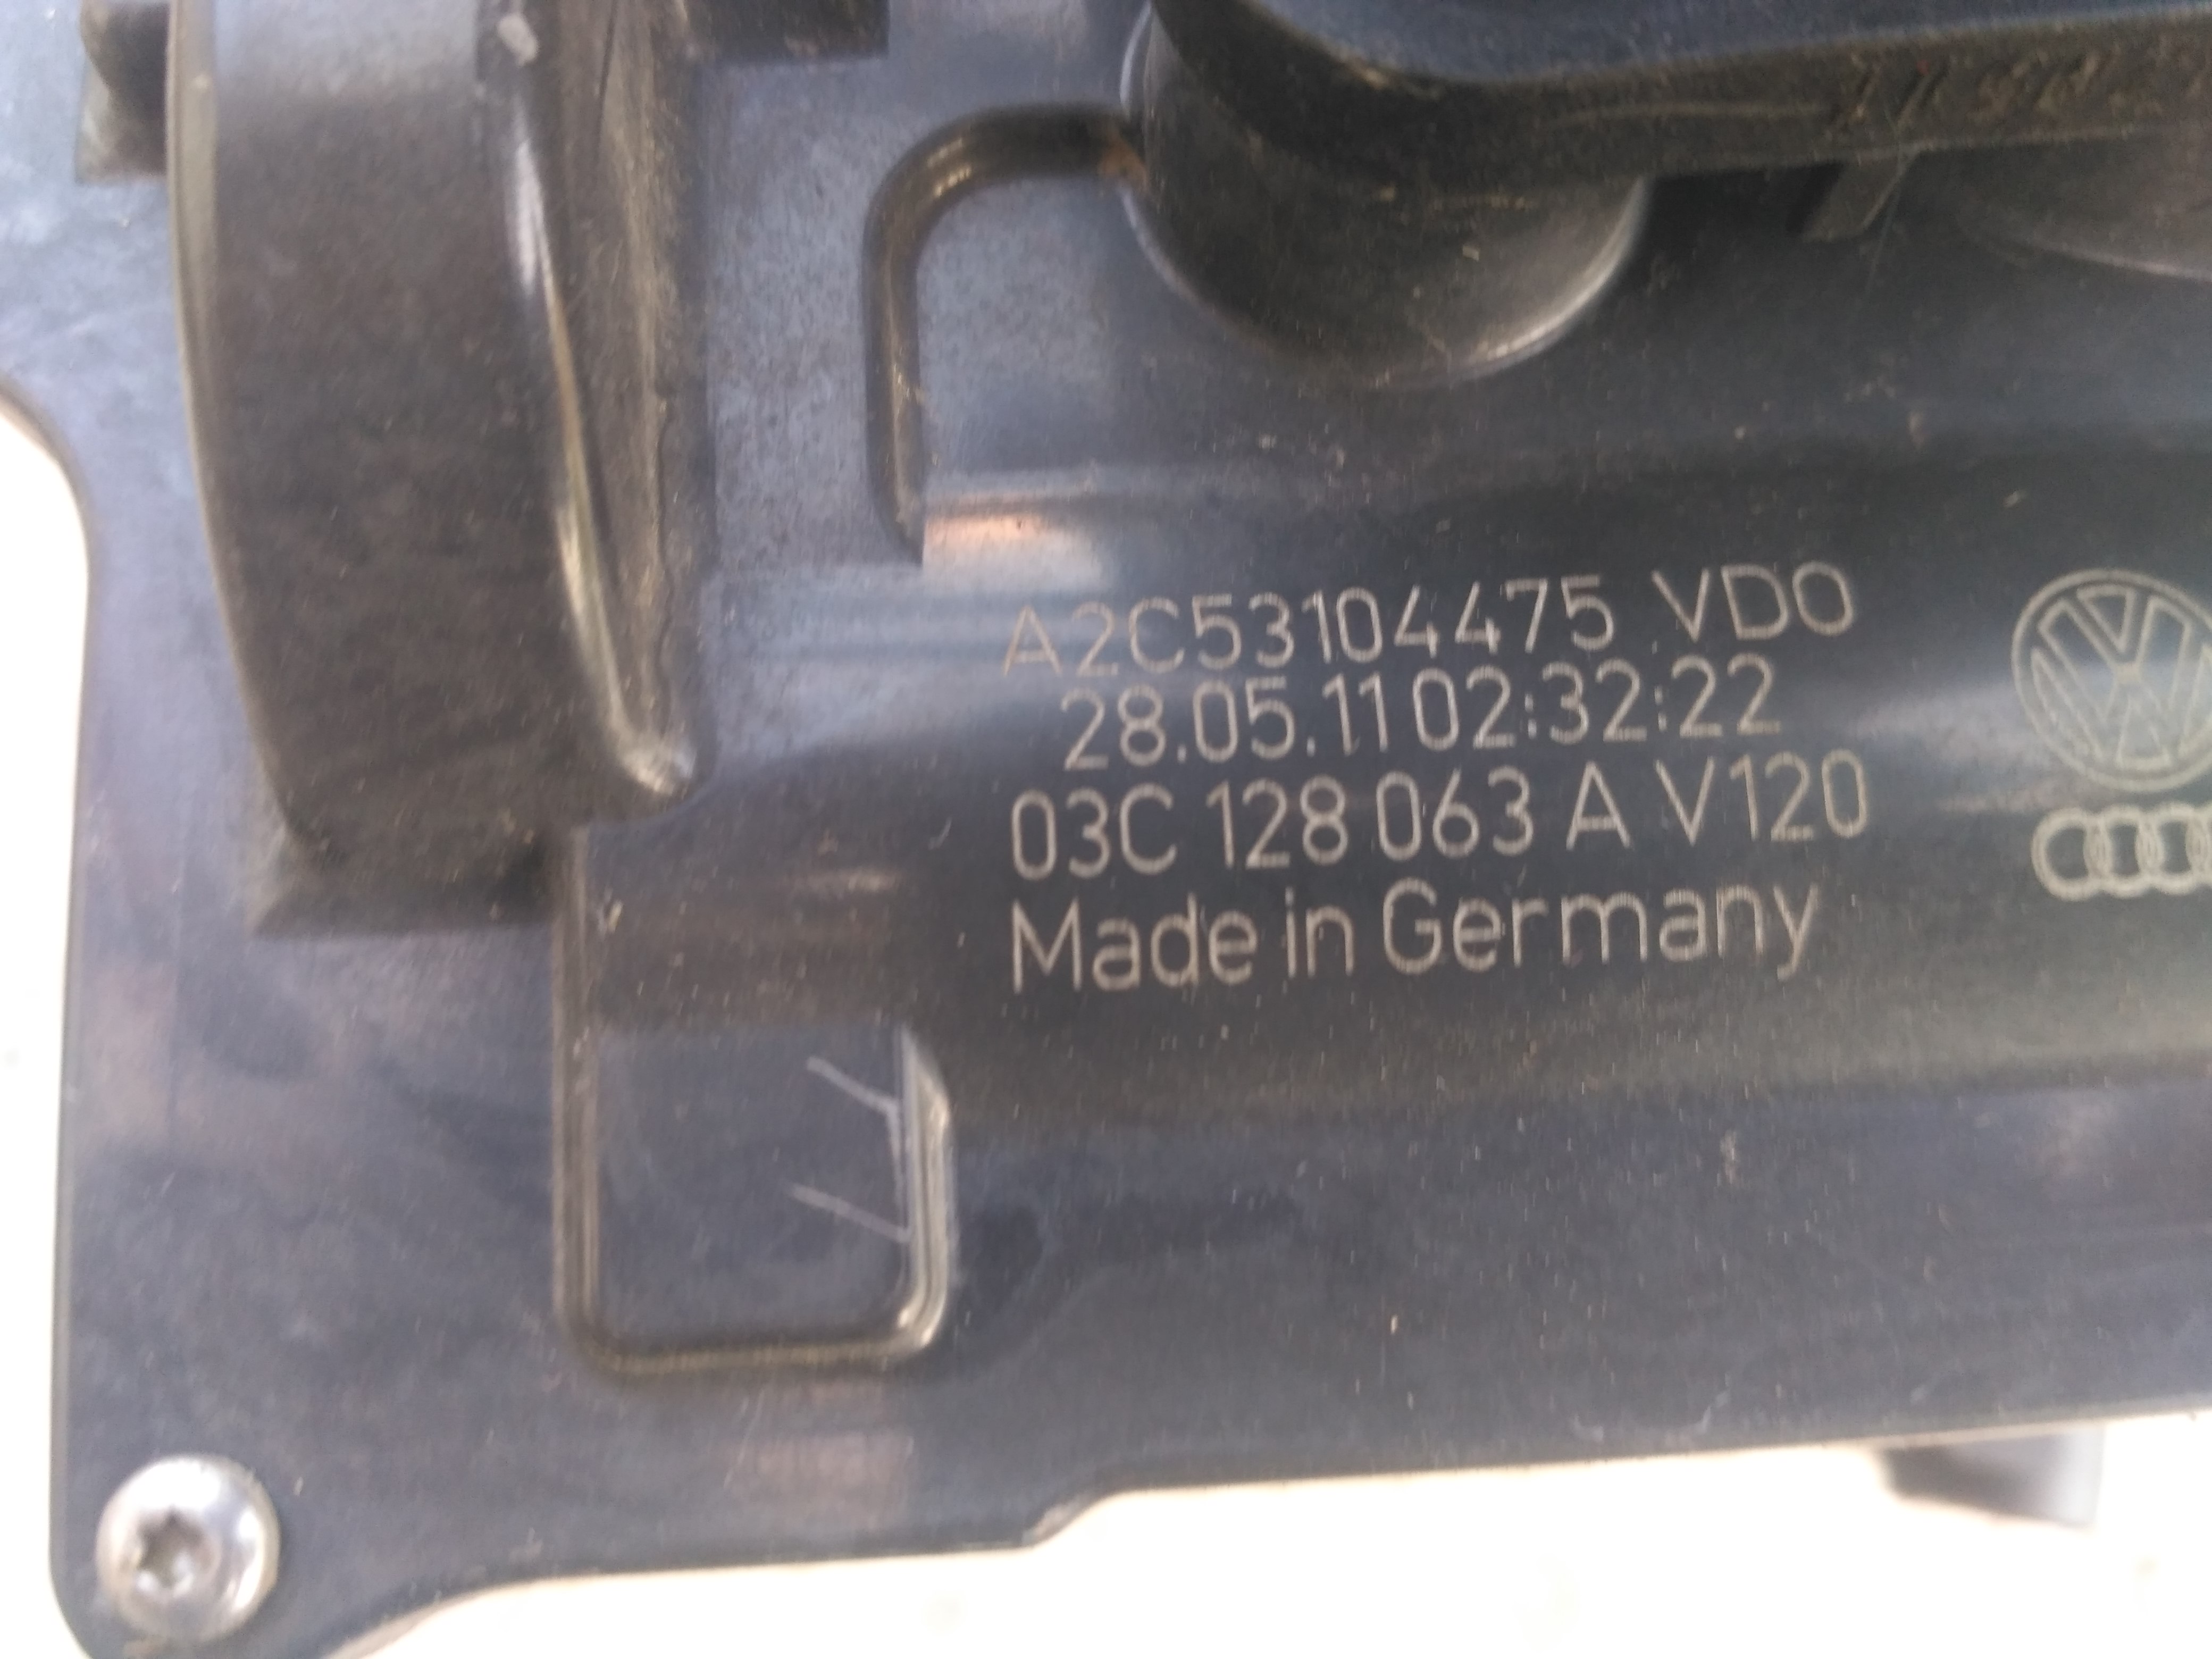 A2C53104475 VDO
28.05.11 02:32:22
03C 128 063 A V120
Made in Germany